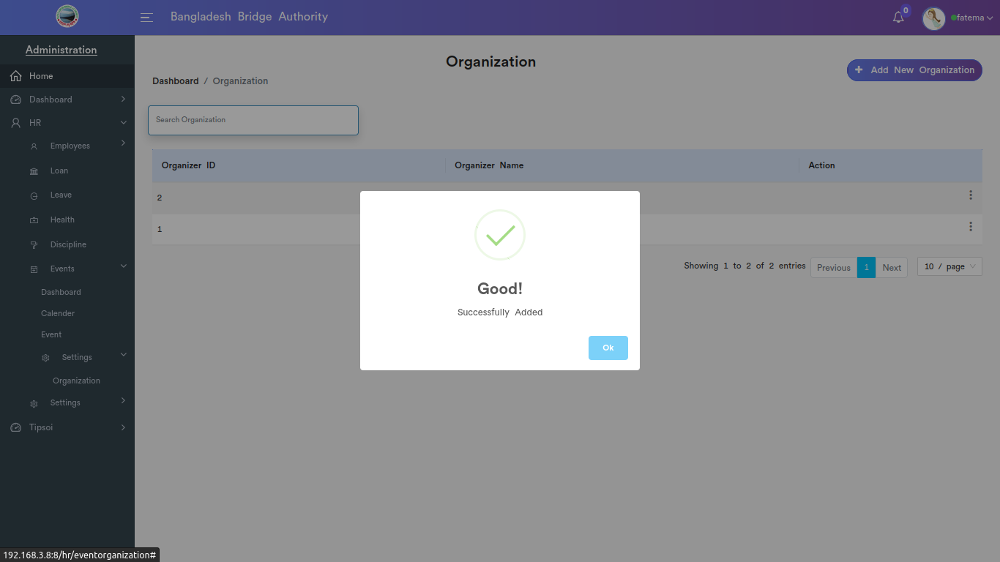 Bangladesh Bridge Authority
0
fatema
Administration
Home
Dashboard
HR
Employees
Loan
Leave
Health
Discipline
Events
Dashboard
Calender
Event
Settings
Organization
Settings
Tipsoi
Organization
Dashboard / Organization
+ Add New Organization
Search Organization
Organizer ID Organizer Name Action
2
1
Showing 1 to 2 of 2 entries Previous 1 Next 10 / page
Good!
Successfully Added
Ok
192.168.3.8:8/hr/eventorganization#